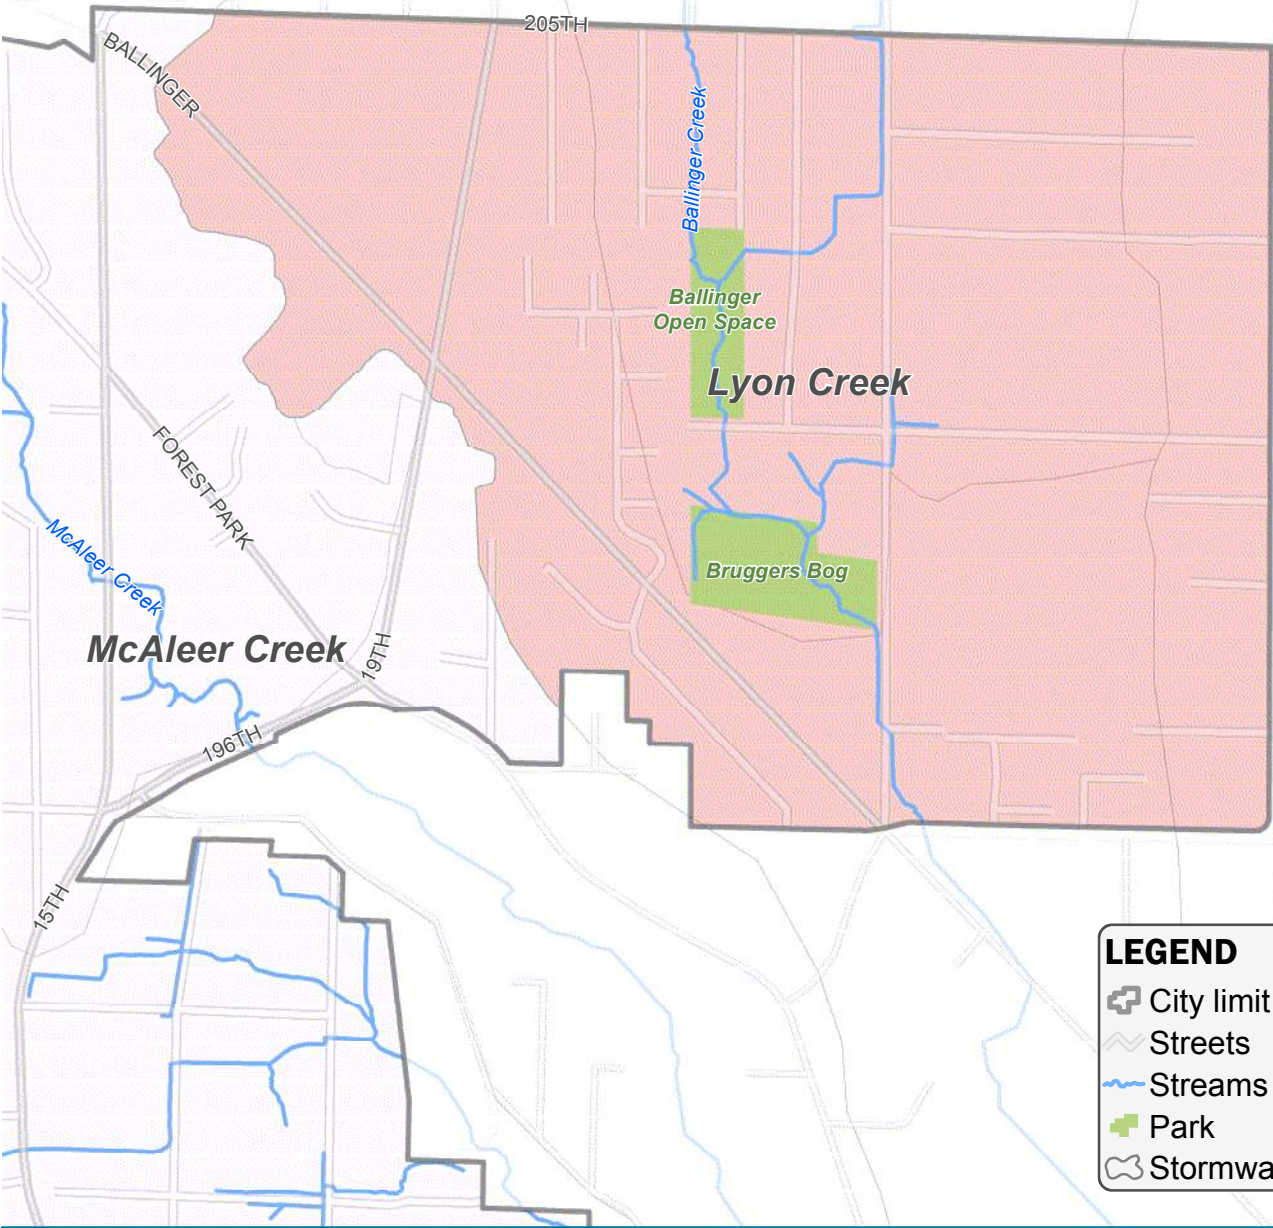 205TH
BALLINGER
Ballinger Creek
Ballinger
Open Space
Lyon Creek
FOREST PARK
McAleer Creek
Bruggers Bog
McAleer Creek
19TH
196TH
15TH
LEGEND
City limit
Streets
Streams
Park
Stormwa